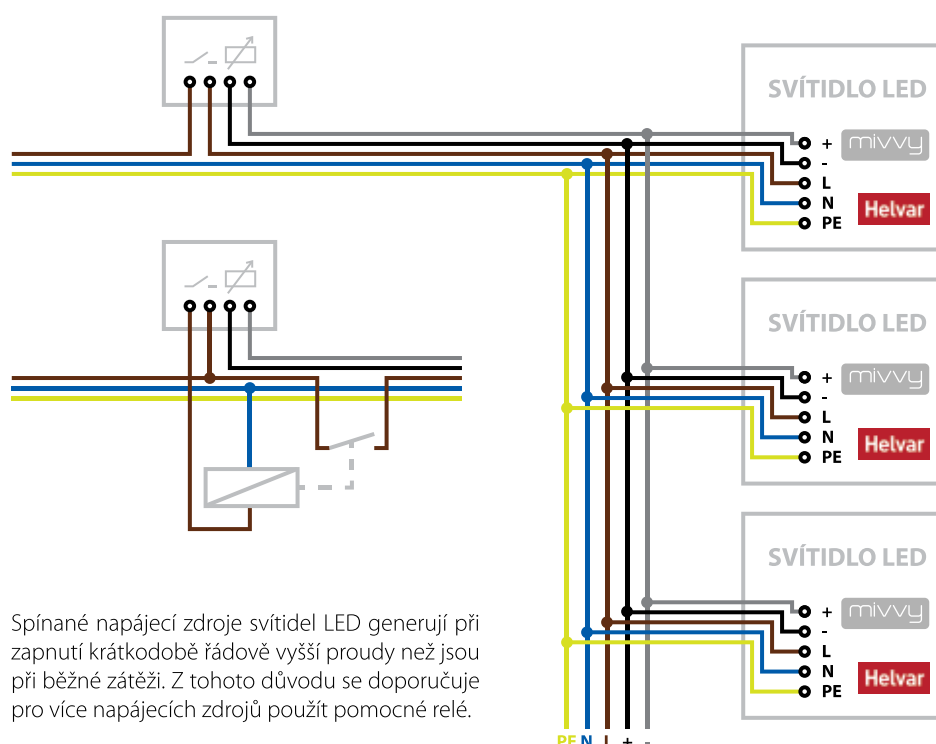 SVÍTIDLO LED
+
mivvy
-
L
N
Helvar
PE
SVÍTIDLO LED
+
mivvy
-
L
N
Helvar
PE
SVÍTIDLO LED
+
mivvy
-
L
N
Helvar
PE
Spínané napájecí zdroje svítidel LED generují při
zapnutí krátkodobě řádově vyšší proudy než jsou
při běžné zátěži. Z tohoto důvodu se doporučuje
pro více napájecích zdrojů použít pomocné relé.
PE N L + -